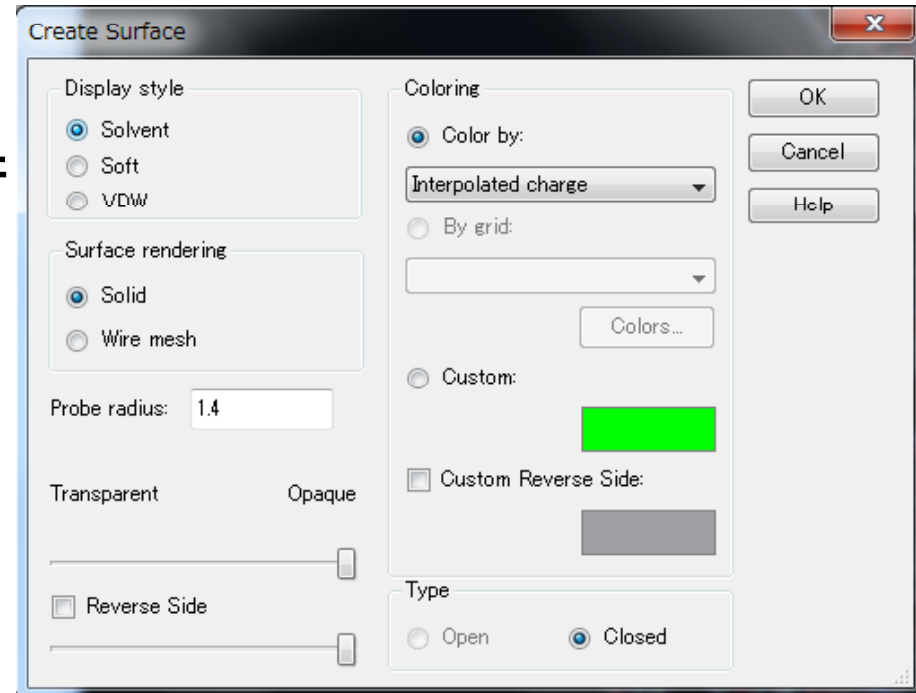 Create Surface
Display style
Solvent
Soft
VDW
Surface rendering
Solid
Wire mesh
Probe radius: 1.4
Transparent Opaque
Reverse Side
Coloring
Color by:
Interpolated charge
By grid:
Colors...
Custom:
Custom Reverse Side:
Type
Open Closed
OK
Cancel
Help